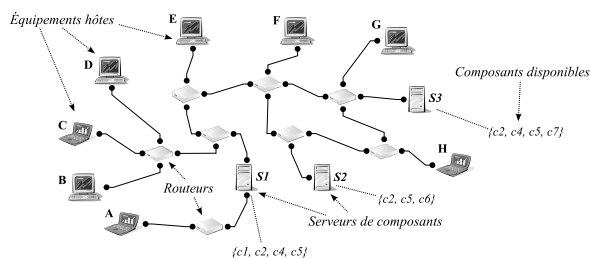 Équipements hôtes
E
F
G
D
Composants disponibles
S3
C
{c2, c4, c5, c7}
H
B
Routeurs
S1
S2
{c2, c5, c6}
A
Serveurs de composants
{c1, c2, c4, c5}